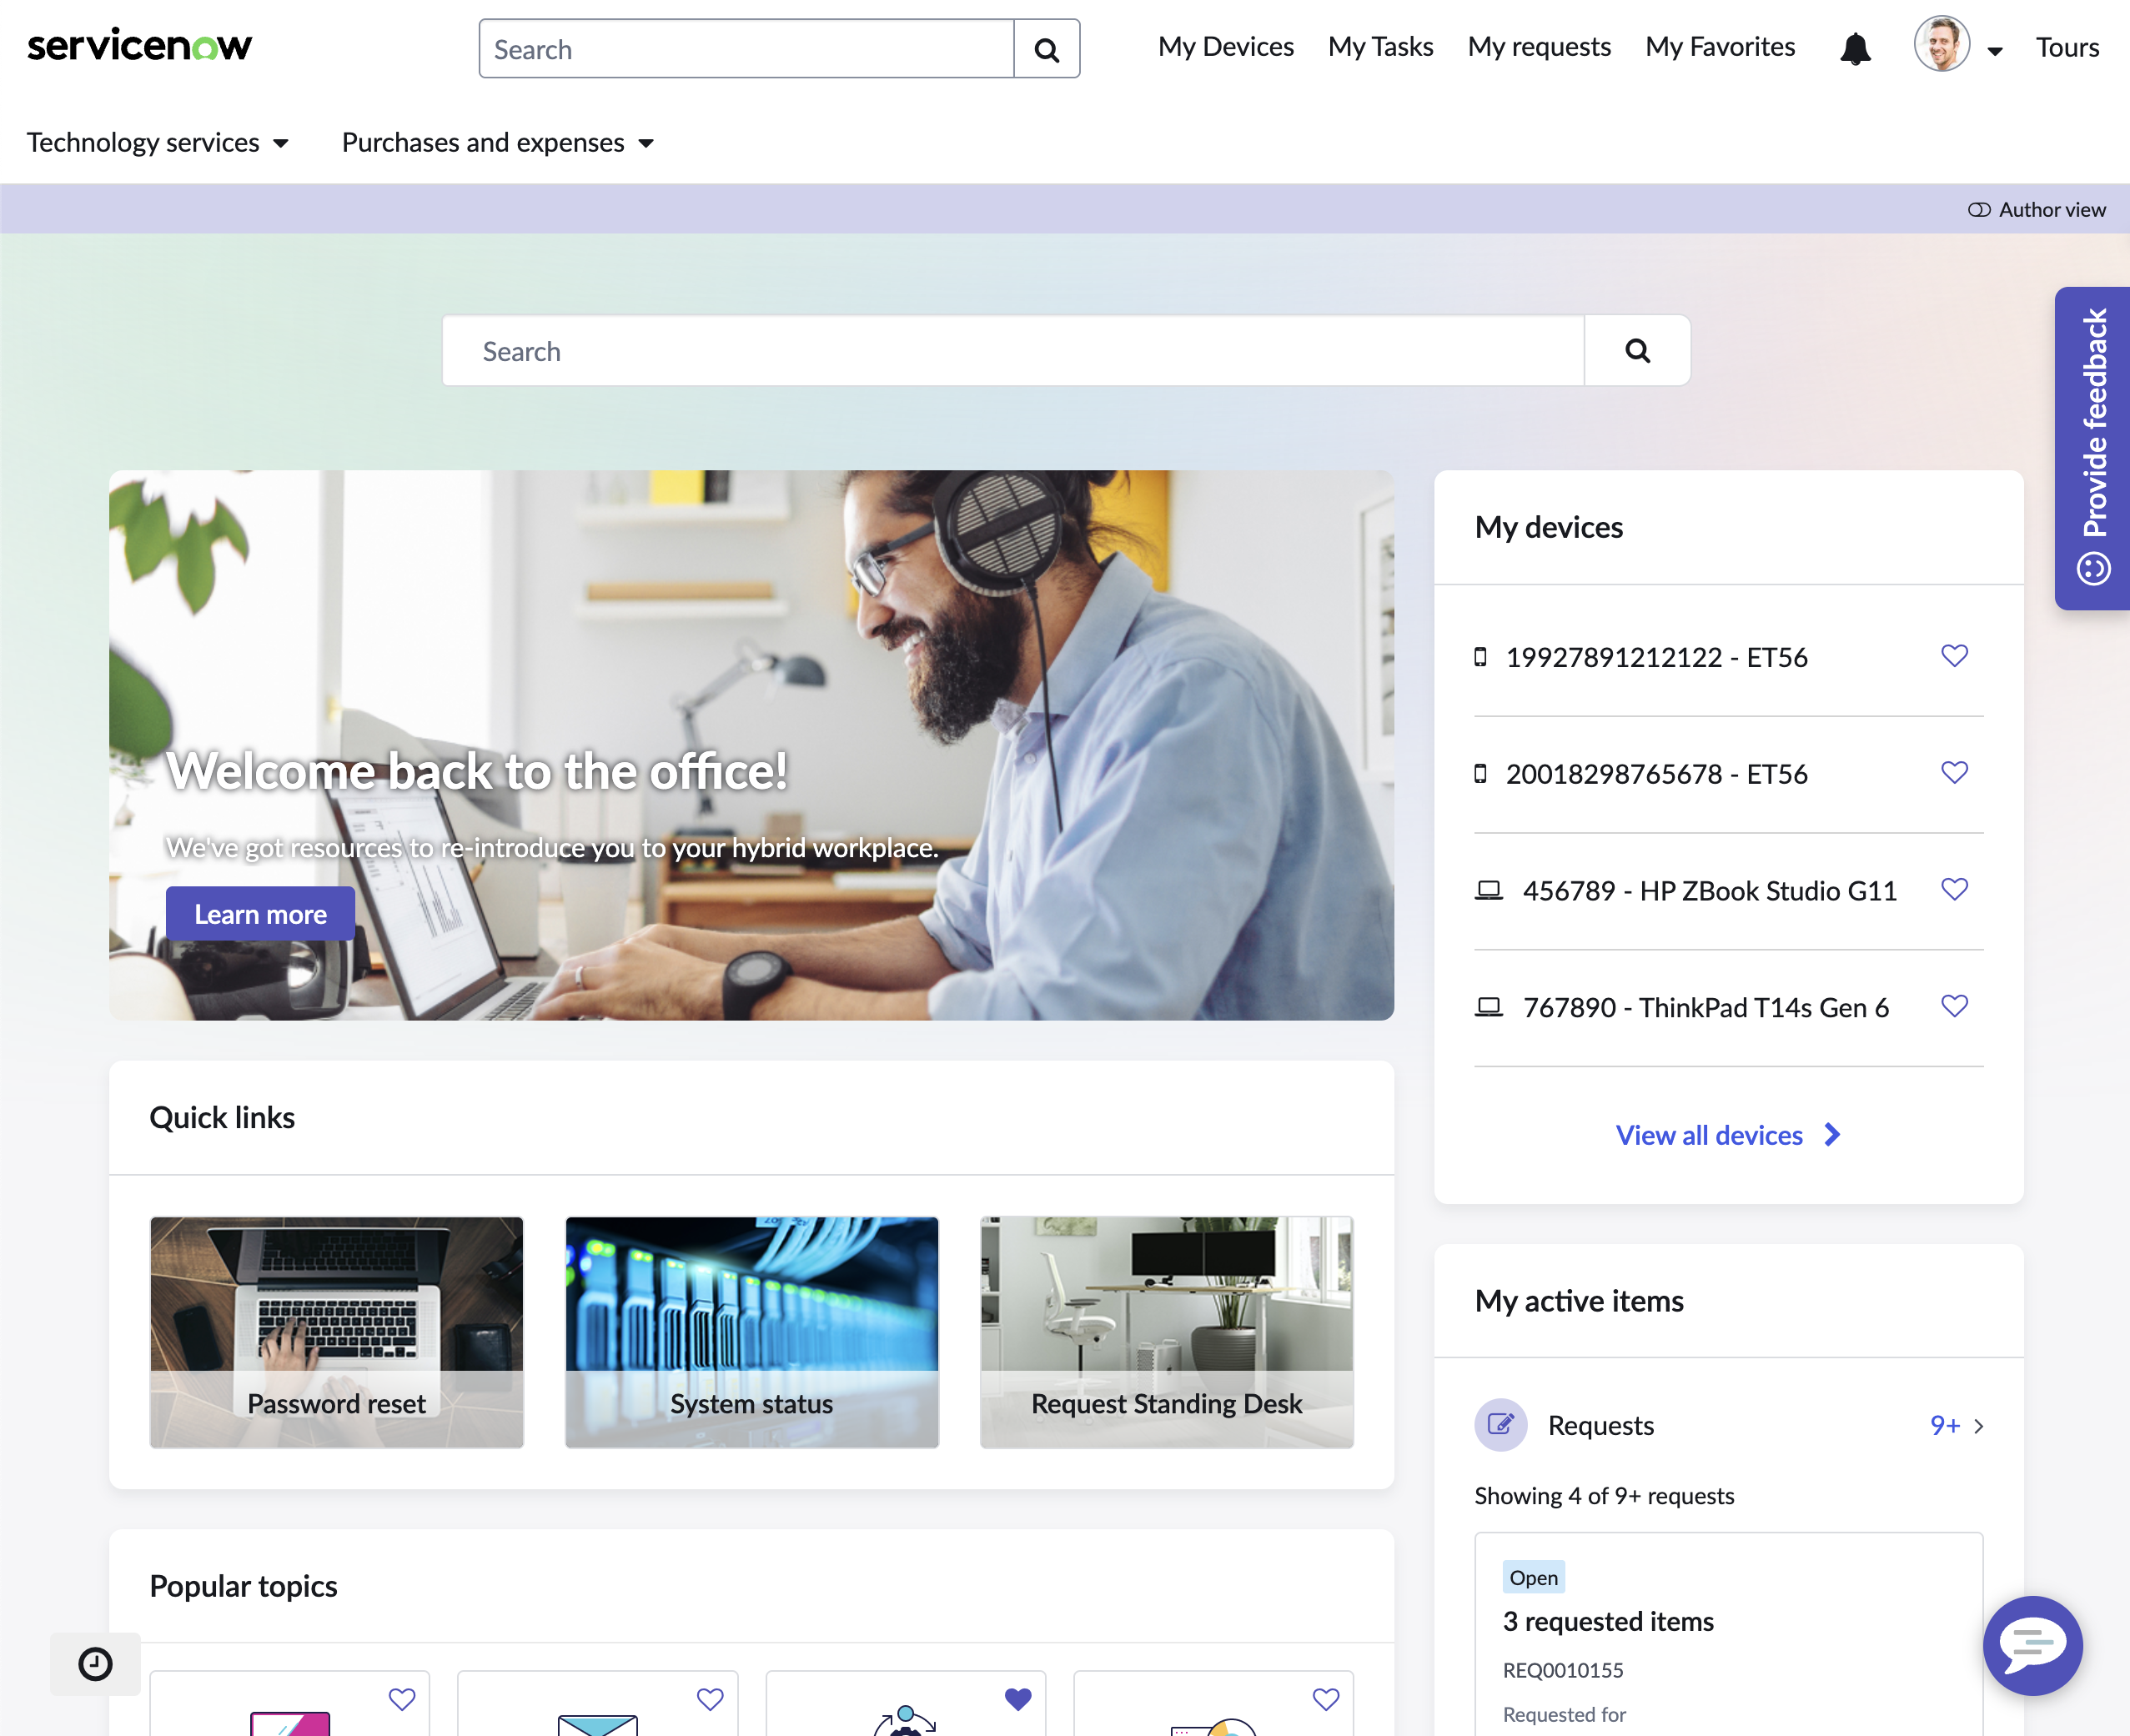 servicenow
Search
My Devices
My Tasks
My requests
My Favorites
Tours
Technology services
Purchases and expenses
Author view
Search
Provide feedback
Welcome back to the office!
We've got resources to re-introduce you to your hybrid workplace.
Learn more
My devices
19927891212122 - ET56
20018298765678 - ET56
456789 - HP ZBook Studio G11
767890 - ThinkPad T14s Gen 6
View all devices
Quick links
Password reset
System status
Request Standing Desk
My active items
Requests
9+
Showing 4 of 9+ requests
Open
3 requested items
REQ0010155
Requested for
Popular topics